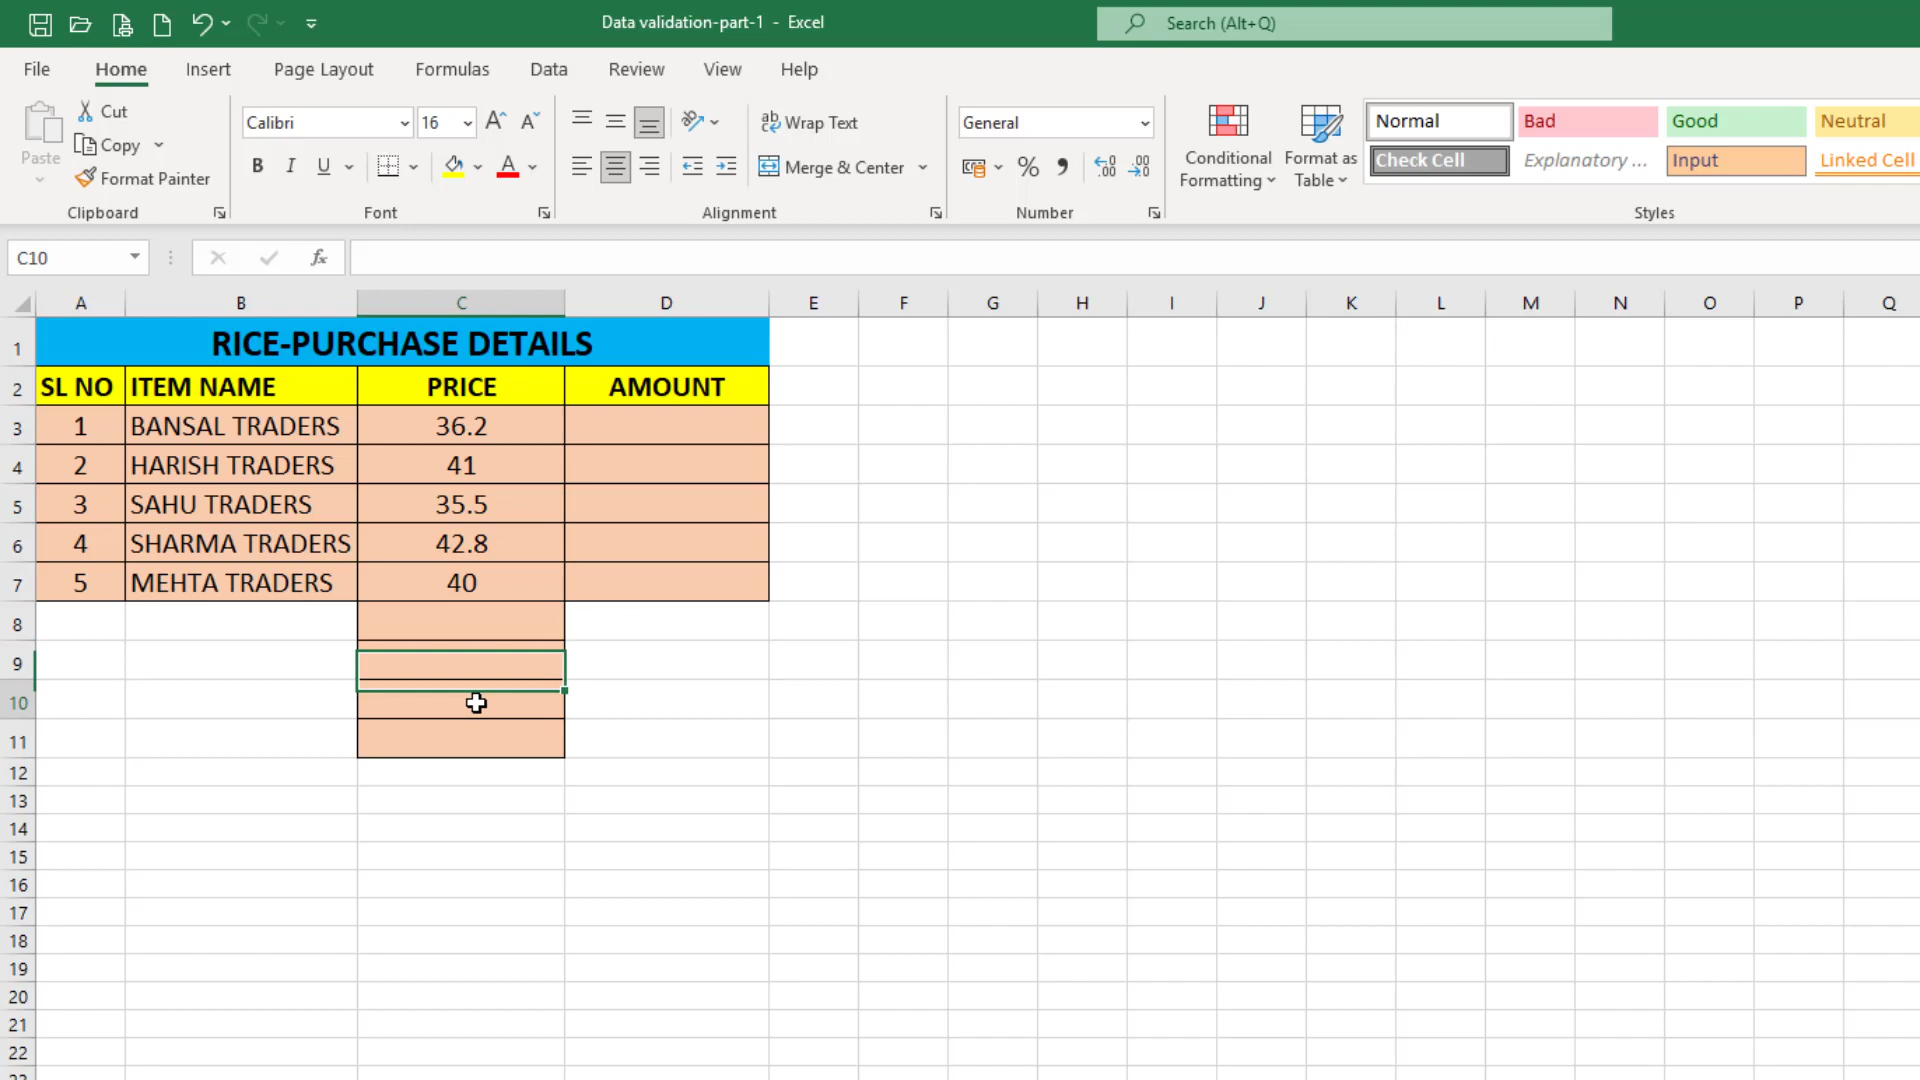 Data validation-part-1 - Excel
Search (Alt+Q)
File Home Insert Page Layout Formulas Data Review View Help
Paste
Cut
Copy
Format Painter
Clipboard
Calibri 16
B I U A
Font
Wrap Text
Merge & Center
Alignment
General
%
Number
Conditional Formatting
Format as Table
Normal Bad Good Neutral
Check Cell Explanatory ... Input Linked Cell
Styles
C10 fx
A B C D E F G H I J K L M N O P Q
1 RICE-PURCHASE DETAILS
2 SL NO ITEM NAME PRICE AMOUNT
3 1 BANSAL TRADERS 36.2
4 2 HARISH TRADERS 41
5 3 SAHU TRADERS 35.5
6 4 SHARMA TRADERS 42.8
7 5 MEHTA TRADERS 40
8
9
10
11
12
13
14
15
16
17
18
19
20
21
22